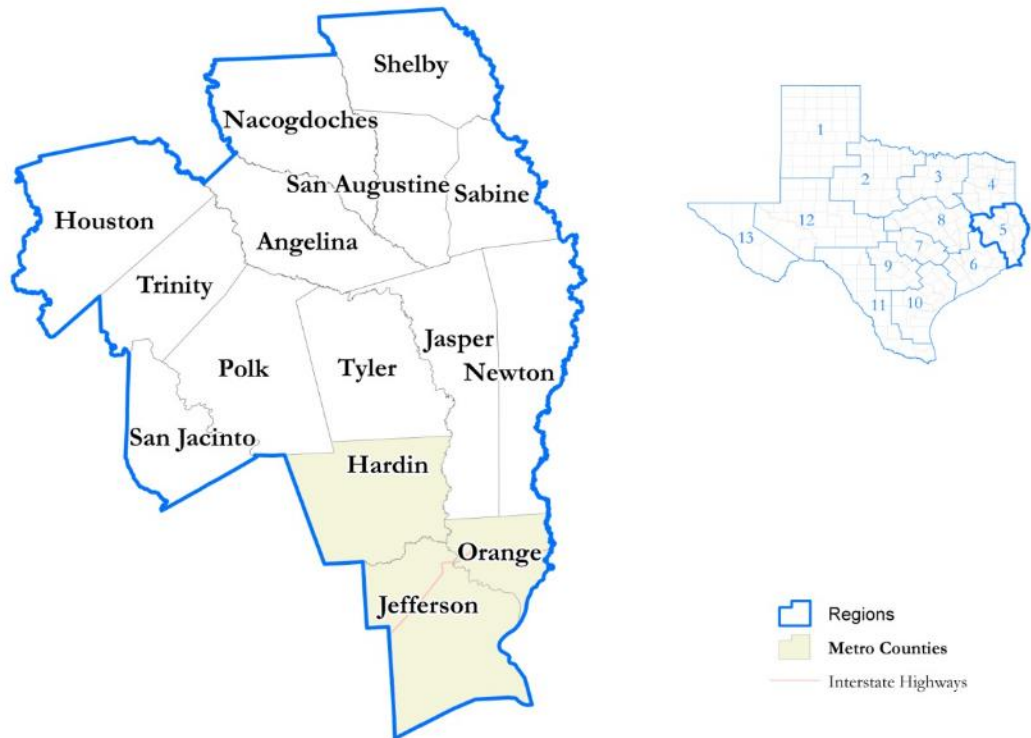 Shelby
Nacogdoches
San Augustine
Sabine
Houston
Angelina
Trinity
Jasper
Polk
Tyler
Newton
San Jacinto
Hardin
Orange
Jefferson
1
2
3
4
5
8
12
13
7
6
9
11
10
Regions
Metro Counties
Interstate Highways